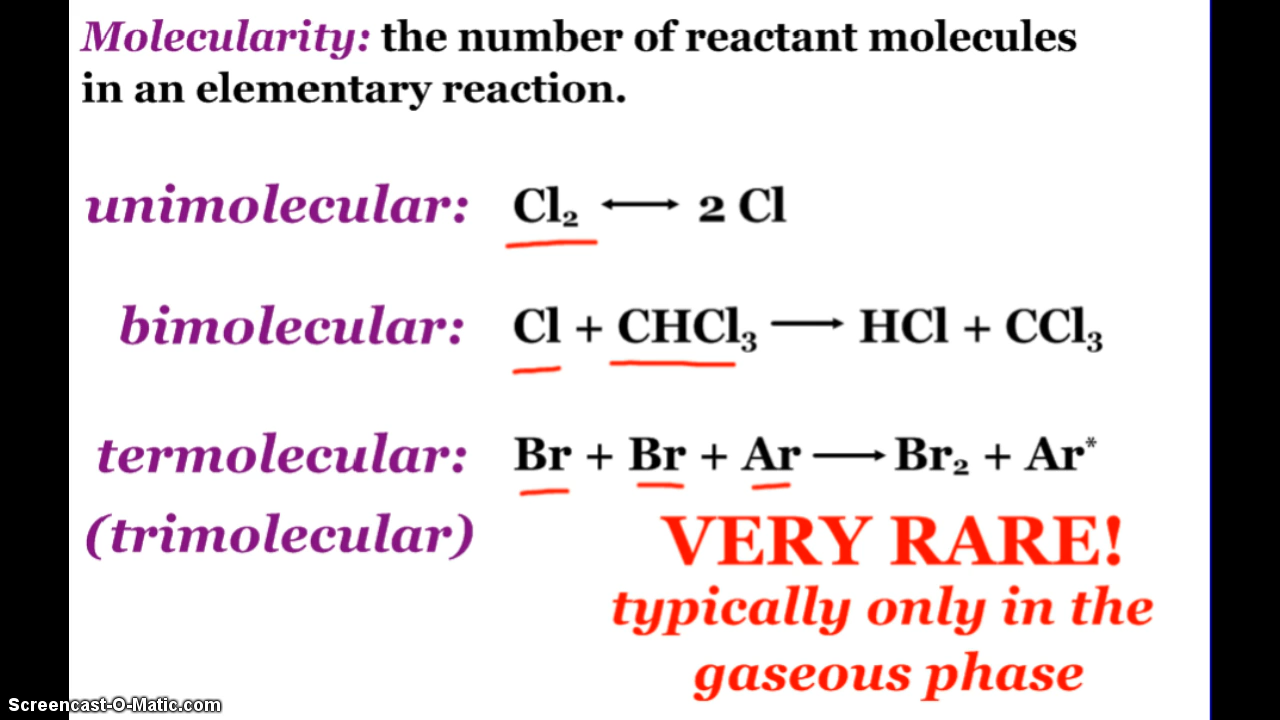 Molecularity: the number of reactant molecules
in an elementary reaction.
unimolecular: Cl₂ ⟷ 2 Cl
bimolecular: Cl + CHCl₃ ⟶ HCl + CCl₃
termolecular: Br + Br + Ar ⟶ Br₂ + Ar*
(trimolecular) VERY RARE!
typically only in the
gaseous phase
Screencast-O-Matic.com